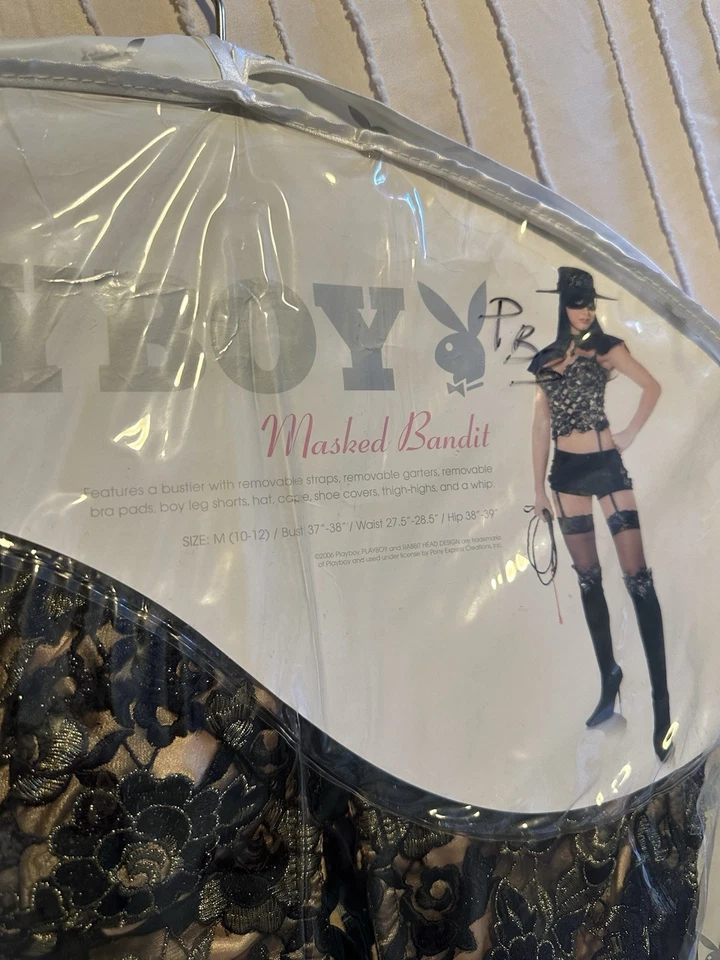 YBOY
PB
Masked Bandit
Features a bustier with removable straps, removable garters, removable
bra pads, boy leg shorts, hat, cape, shoe covers, thigh-highs, and a whip.
SIZE: M (10-12) / Bust 37"-38" / Waist 27.5"-28.5" / Hip 38"-39"
©2006 Playboy. PLAYBOY and RABBIT HEAD DESIGN are trademarks
of Playboy and used under license by Pony Express Creations, Inc.